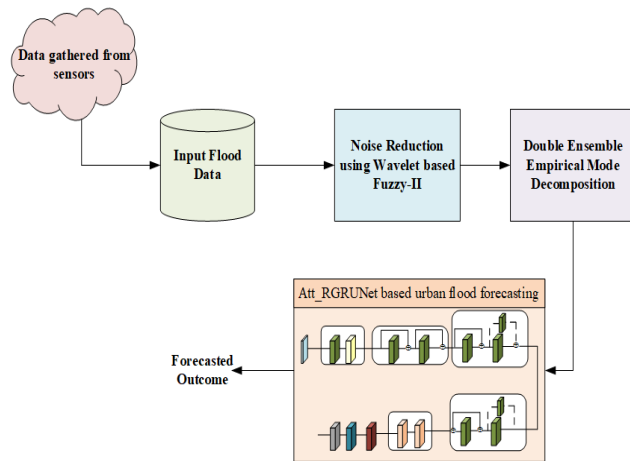 Data gathered from
sensors
Input Flood
Data
Noise Reduction
using Wavelet based
Fuzzy-II
Double Ensemble
Empirical Mode
Decomposition
Att_RGRUNet based urban flood forecasting
Forecasted
Outcome